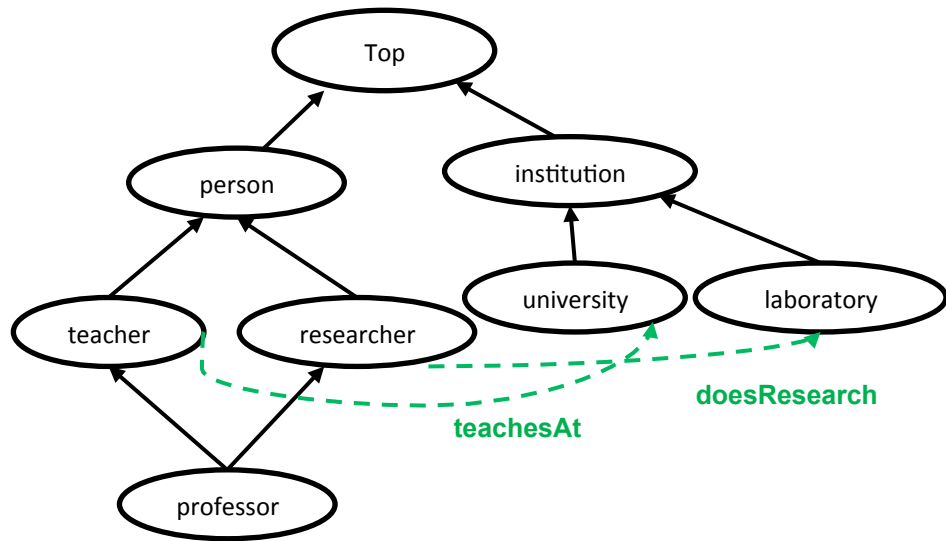 Top
person
institution
university
laboratory
teacher
researcher
doesResearch
teachesAt
professor